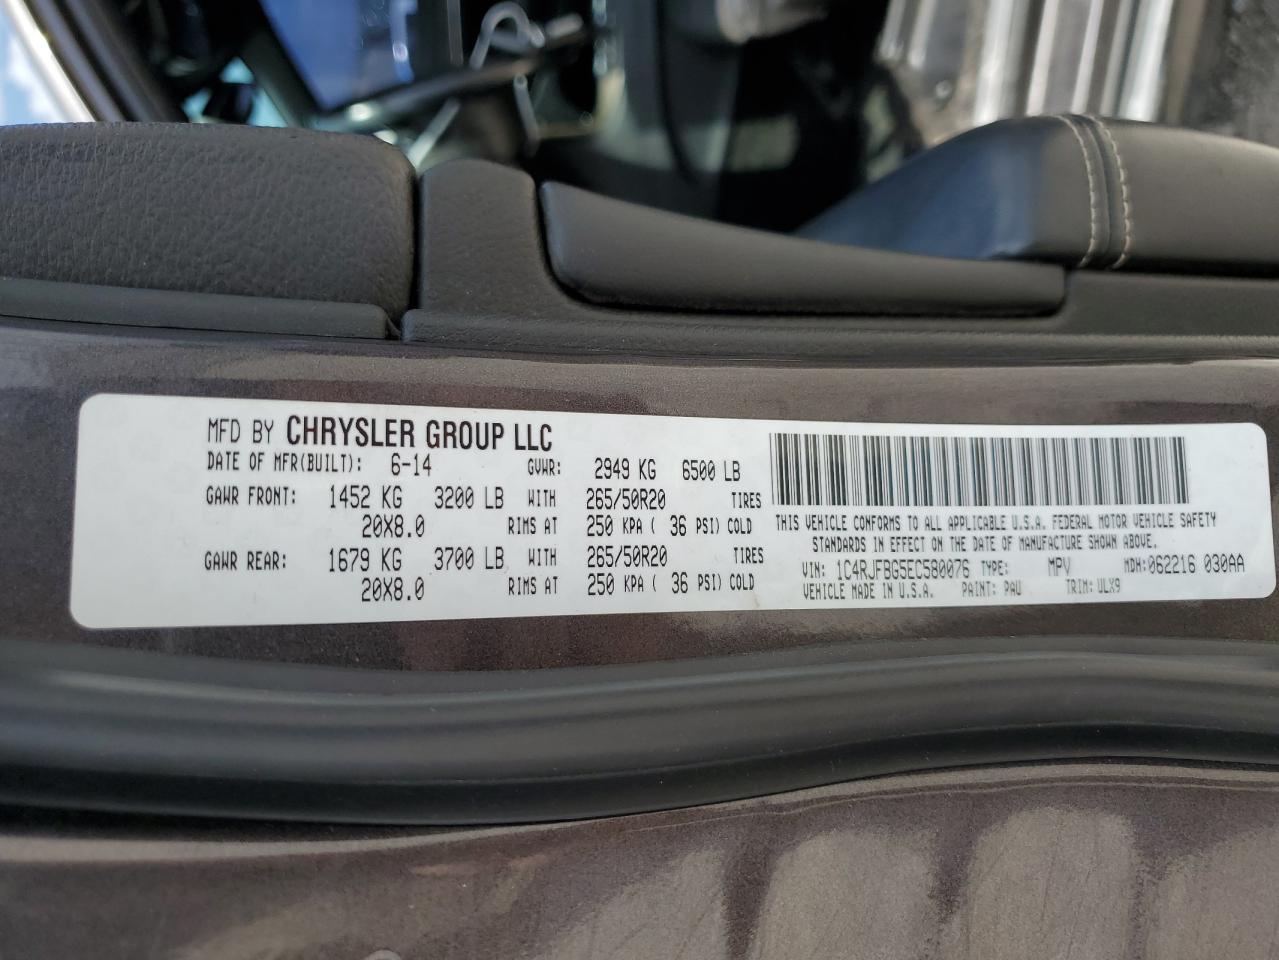 MFD BY CHRYSLER GROUP LLC
DATE OF MFR(BUILT): 6-14 GVWR: 2949 KG 6500 LB
GAWR FRONT: 1452 KG 3200 LB WITH 265/50R20 TIRES
20X8.0 RIMS AT 250 KPA ( 36 PSI) COLD
GAWR REAR: 1679 KG 3700 LB WITH 265/50R20 TIRES
20X8.0 RIMS AT 250 KPA ( 36 PSI) COLD
THIS VEHICLE CONFORMS TO ALL APPLICABLE U.S.A. FEDERAL MOTOR VEHICLE SAFETY
STANDARDS IN EFFECT ON THE DATE OF MANUFACTURE SHOWN ABOVE.
VIN: 1C4RJFBG5EC580076 TYPE: MPV MDH: 062216 030AA
VEHICLE MADE IN U.S.A. PAINT: PAU TRIM: ULX9